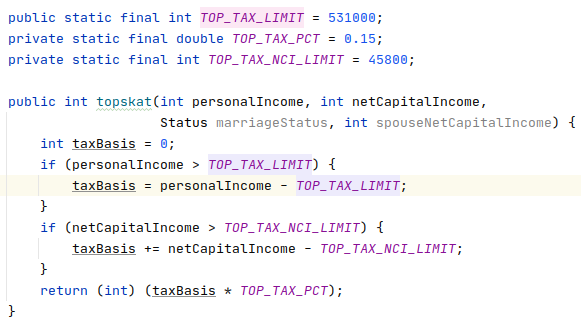 public static final int TOP_TAX_LIMIT = 531000;
private static final double TOP_TAX_PCT = 0.15;
private static final int TOP_TAX_NCI_LIMIT = 45800;

public int topskat(int personalIncome, int netCapitalIncome,
                   Status marriageStatus, int spouseNetCapitalIncome) {
    int taxBasis = 0;
    if (personalIncome > TOP_TAX_LIMIT) {
        taxBasis = personalIncome - TOP_TAX_LIMIT;
    }
    if (netCapitalIncome > TOP_TAX_NCI_LIMIT) {
        taxBasis += netCapitalIncome - TOP_TAX_NCI_LIMIT;
    }
    return (int) (taxBasis * TOP_TAX_PCT);
}